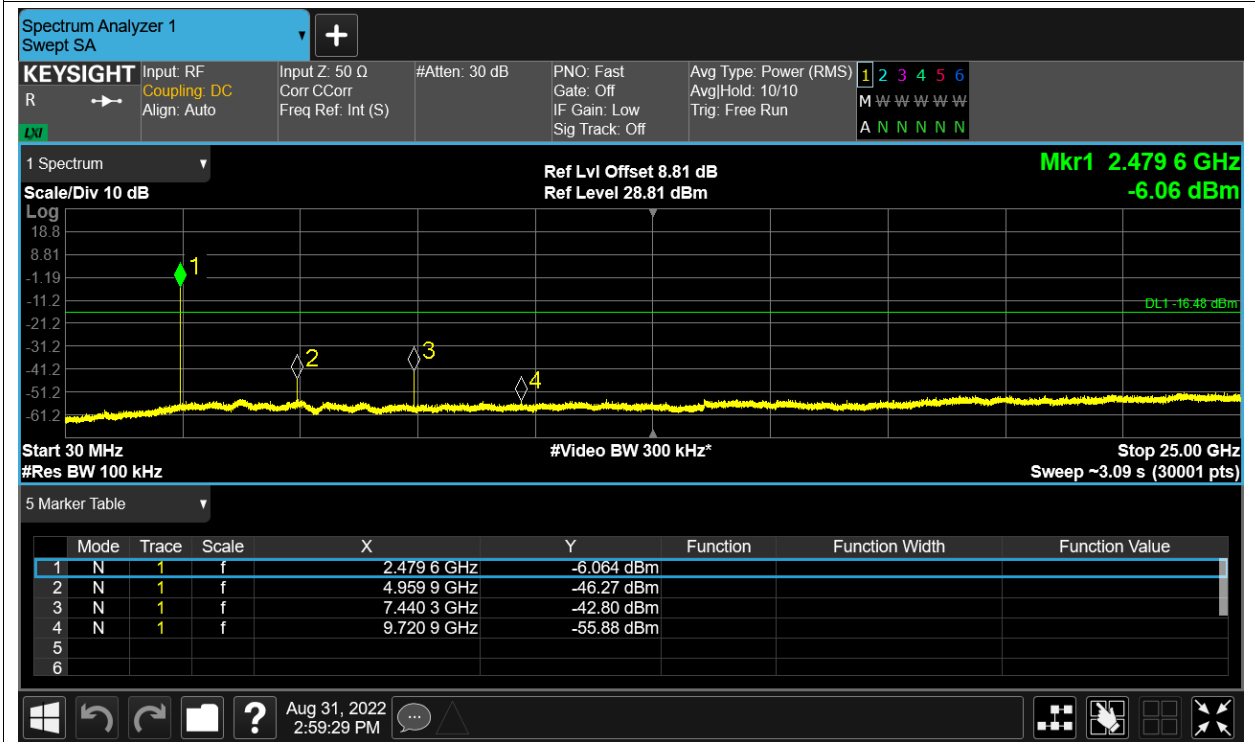 Spectrum Analyzer 1
Swept SA
+
KEYSIGHT Input: RF Input Z: 50 Ω #Atten: 30 dB PNO: Fast Avg Type: Power (RMS) 1 2 3 4 5 6
R Coupling: DC Corr CCorr Gate: Off Avg|Hold: 10/10 M W W W W W
Align: Auto Freq Ref: Int (S) IF Gain: Low Trig: Free Run
LXI Sig Track: Off A N N N N N
1 Spectrum Ref Lvl Offset 8.81 dB Mkr1 2.479 6 GHz
Scale/Div 10 dB Ref Level 28.81 dBm -6.06 dBm
Log
18.8
8.81
1
-1.19
-11.2 DL1 -16.48 dBm
-21.2
-31.2
2 3
-41.2
4
-51.2
-61.2
Start 30 MHz #Video BW 300 kHz* Stop 25.00 GHz
#Res BW 100 kHz Sweep ~3.09 s (30001 pts)
5 Marker Table
Mode Trace Scale X Y Function Function Width Function Value
1 N 1 f 2.479 6 GHz -6.064 dBm
2 N 1 f 4.959 9 GHz -46.27 dBm
3 N 1 f 7.440 3 GHz -42.80 dBm
4 N 1 f 9.720 9 GHz -55.88 dBm
5
6
? Aug 31, 2022
2:59:29 PM